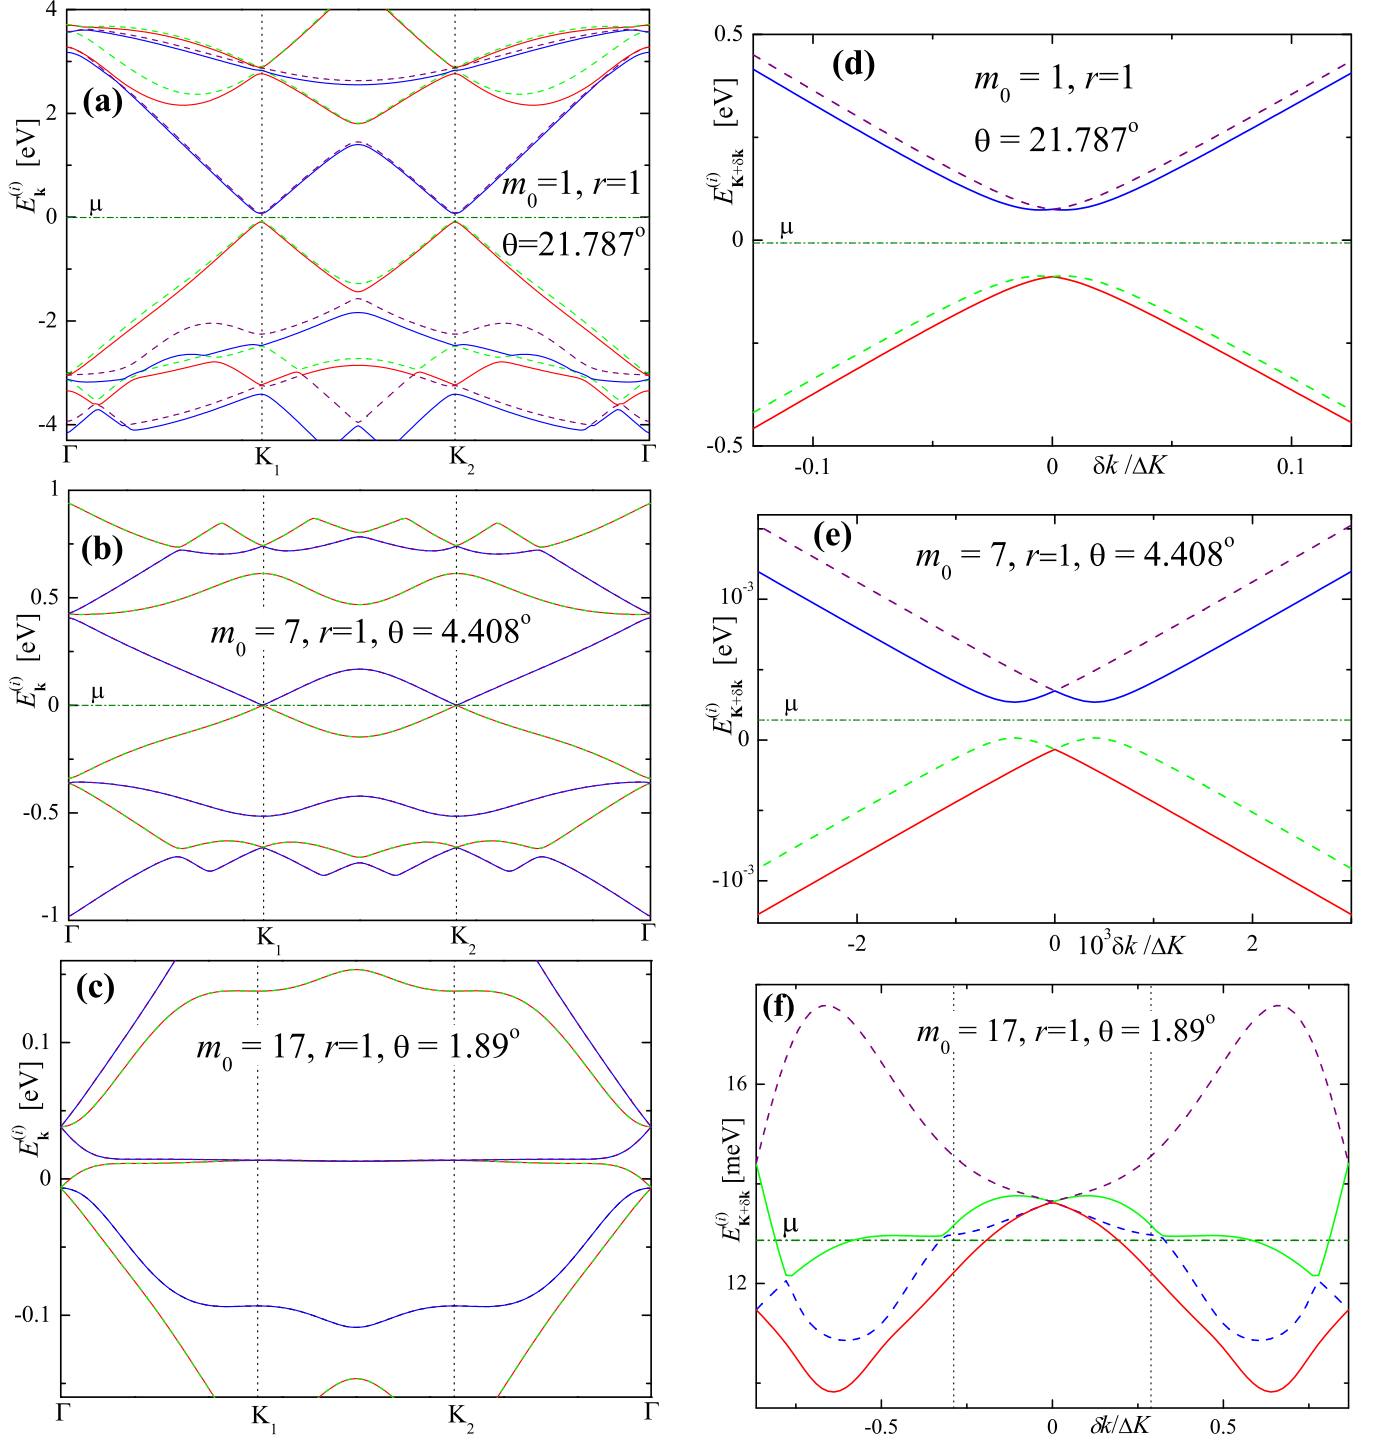 (a)
4
2
0
-2
-4
E_k^(i) [eV]
μ
m_0=1, r=1
θ=21.787°
Γ
K_1
K_2
Γ
(d)
0.5
0
-0.5
E_K+δk^(i) [eV]
m_0 = 1, r=1
θ = 21.787°
μ
-0.1
0
δk/ΔK
0.1
(b)
1
0.5
0
-0.5
-1
E_k^(i) [eV]
m_0 = 7, r=1, θ = 4.408°
μ
Γ
K_1
K_2
Γ
(e)
m_0 = 7, r=1, θ = 4.408°
10^-3
0
-10^-3
E_K+δk^(i) [eV]
μ
-2
0
10^3δk/ΔK
2
(c)
0.1
0
-0.1
E_k^(i) [eV]
m_0 = 17, r=1, θ = 1.89°
Γ
K_1
K_2
Γ
(f)
m_0 = 17, r=1, θ = 1.89°
16
12
E_K+δk^(i) [meV]
μ
-0.5
0
δk/ΔK
0.5